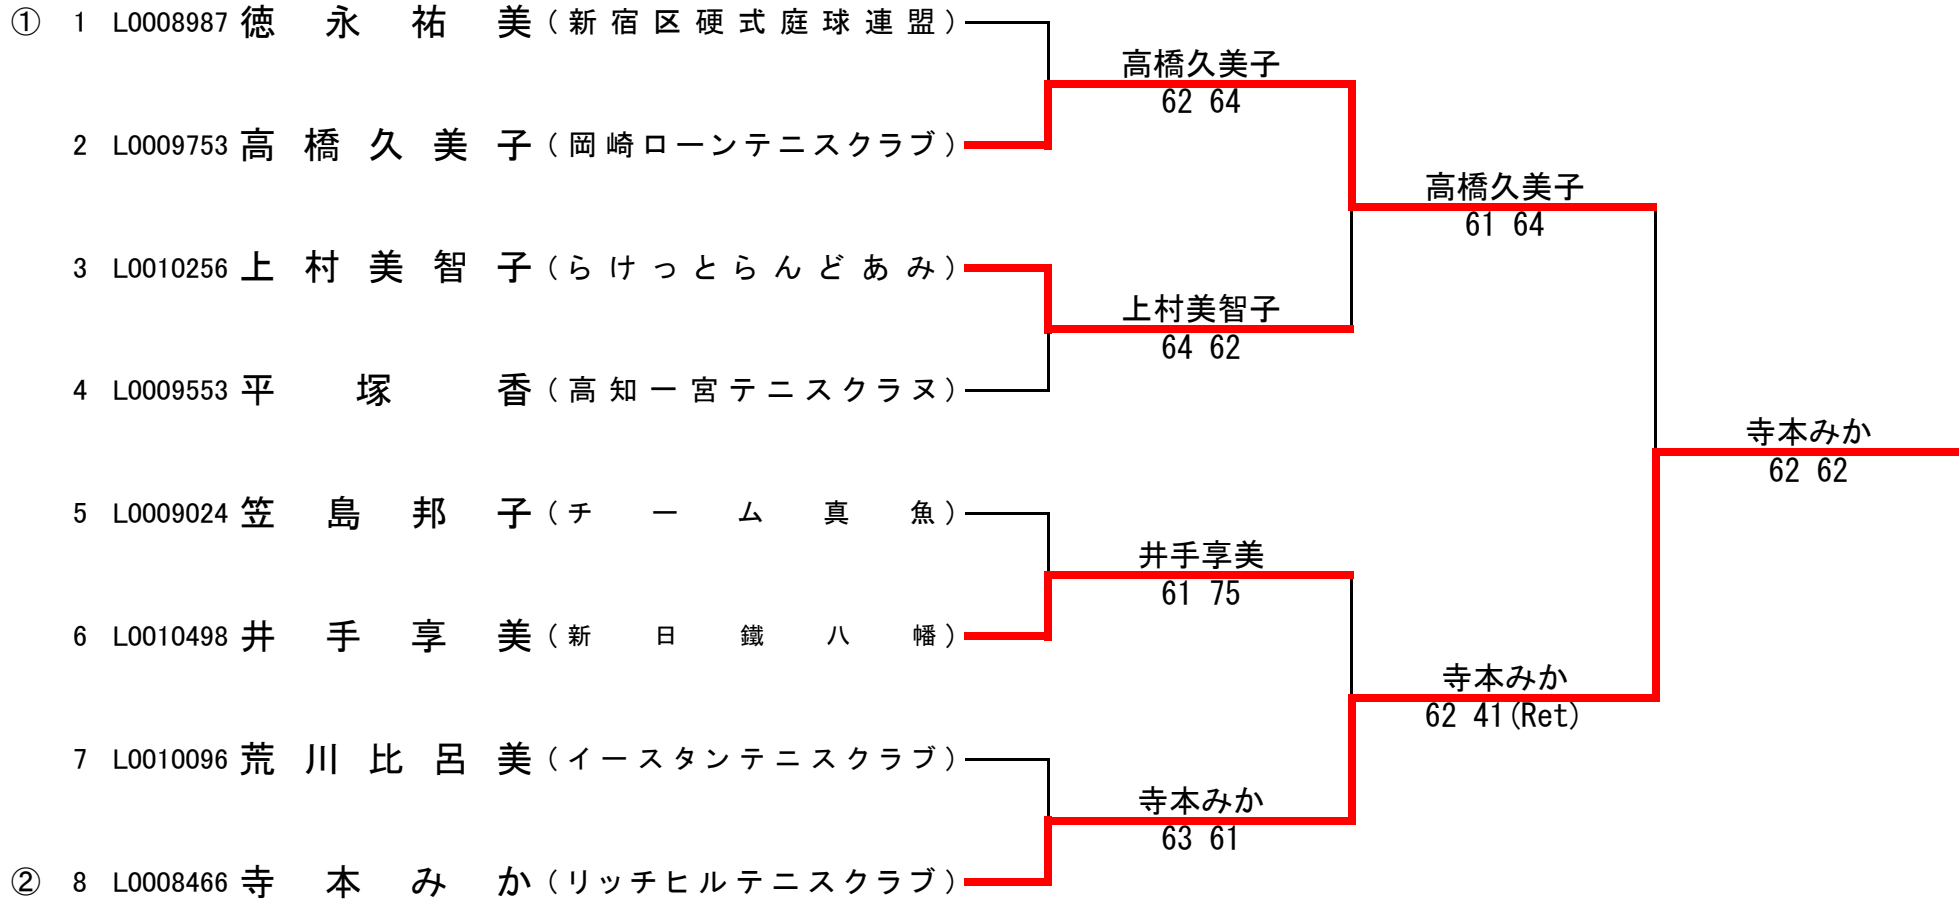 ① 1 L0008987 徳永祐美(新宿区硬式庭球連盟)
高橋久美子
62 64
2 L0009753 高橋久美子(岡崎ローンテニスクラブ)
高橋久美子
61 64
3 L0010256 上村美智子(らけっとらんどあみ)
上村美智子
64 62
4 L0009553 平塚香(高知一宮テニスクラヌ)
寺本みか
62 62
5 L0009024 笠島邦子(チーム真魚)
井手享美
61 75
6 L0010498 井手享美(新日鐵八幡)
寺本みか
62 41(Ret)
7 L0010096 荒川比呂美(イースタンテニスクラブ)
寺本みか
63 61
② 8 L0008466 寺本みか(リッチヒルテニスクラブ)